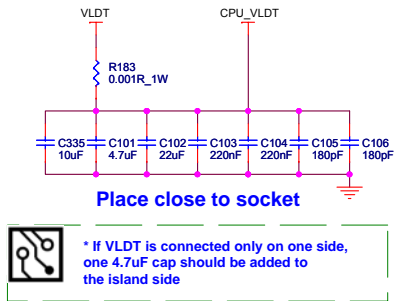 VLDT
CPU_VLDT
R183
0.001R_1W
C335
10uF
C101
4.7uF
C102
22uF
C103
220nF
C104
220nF
C105
180pF
C106
180pF
Place close to socket
* If VLDT is connected only on one side,
one 4.7uF cap should be added to
the island side